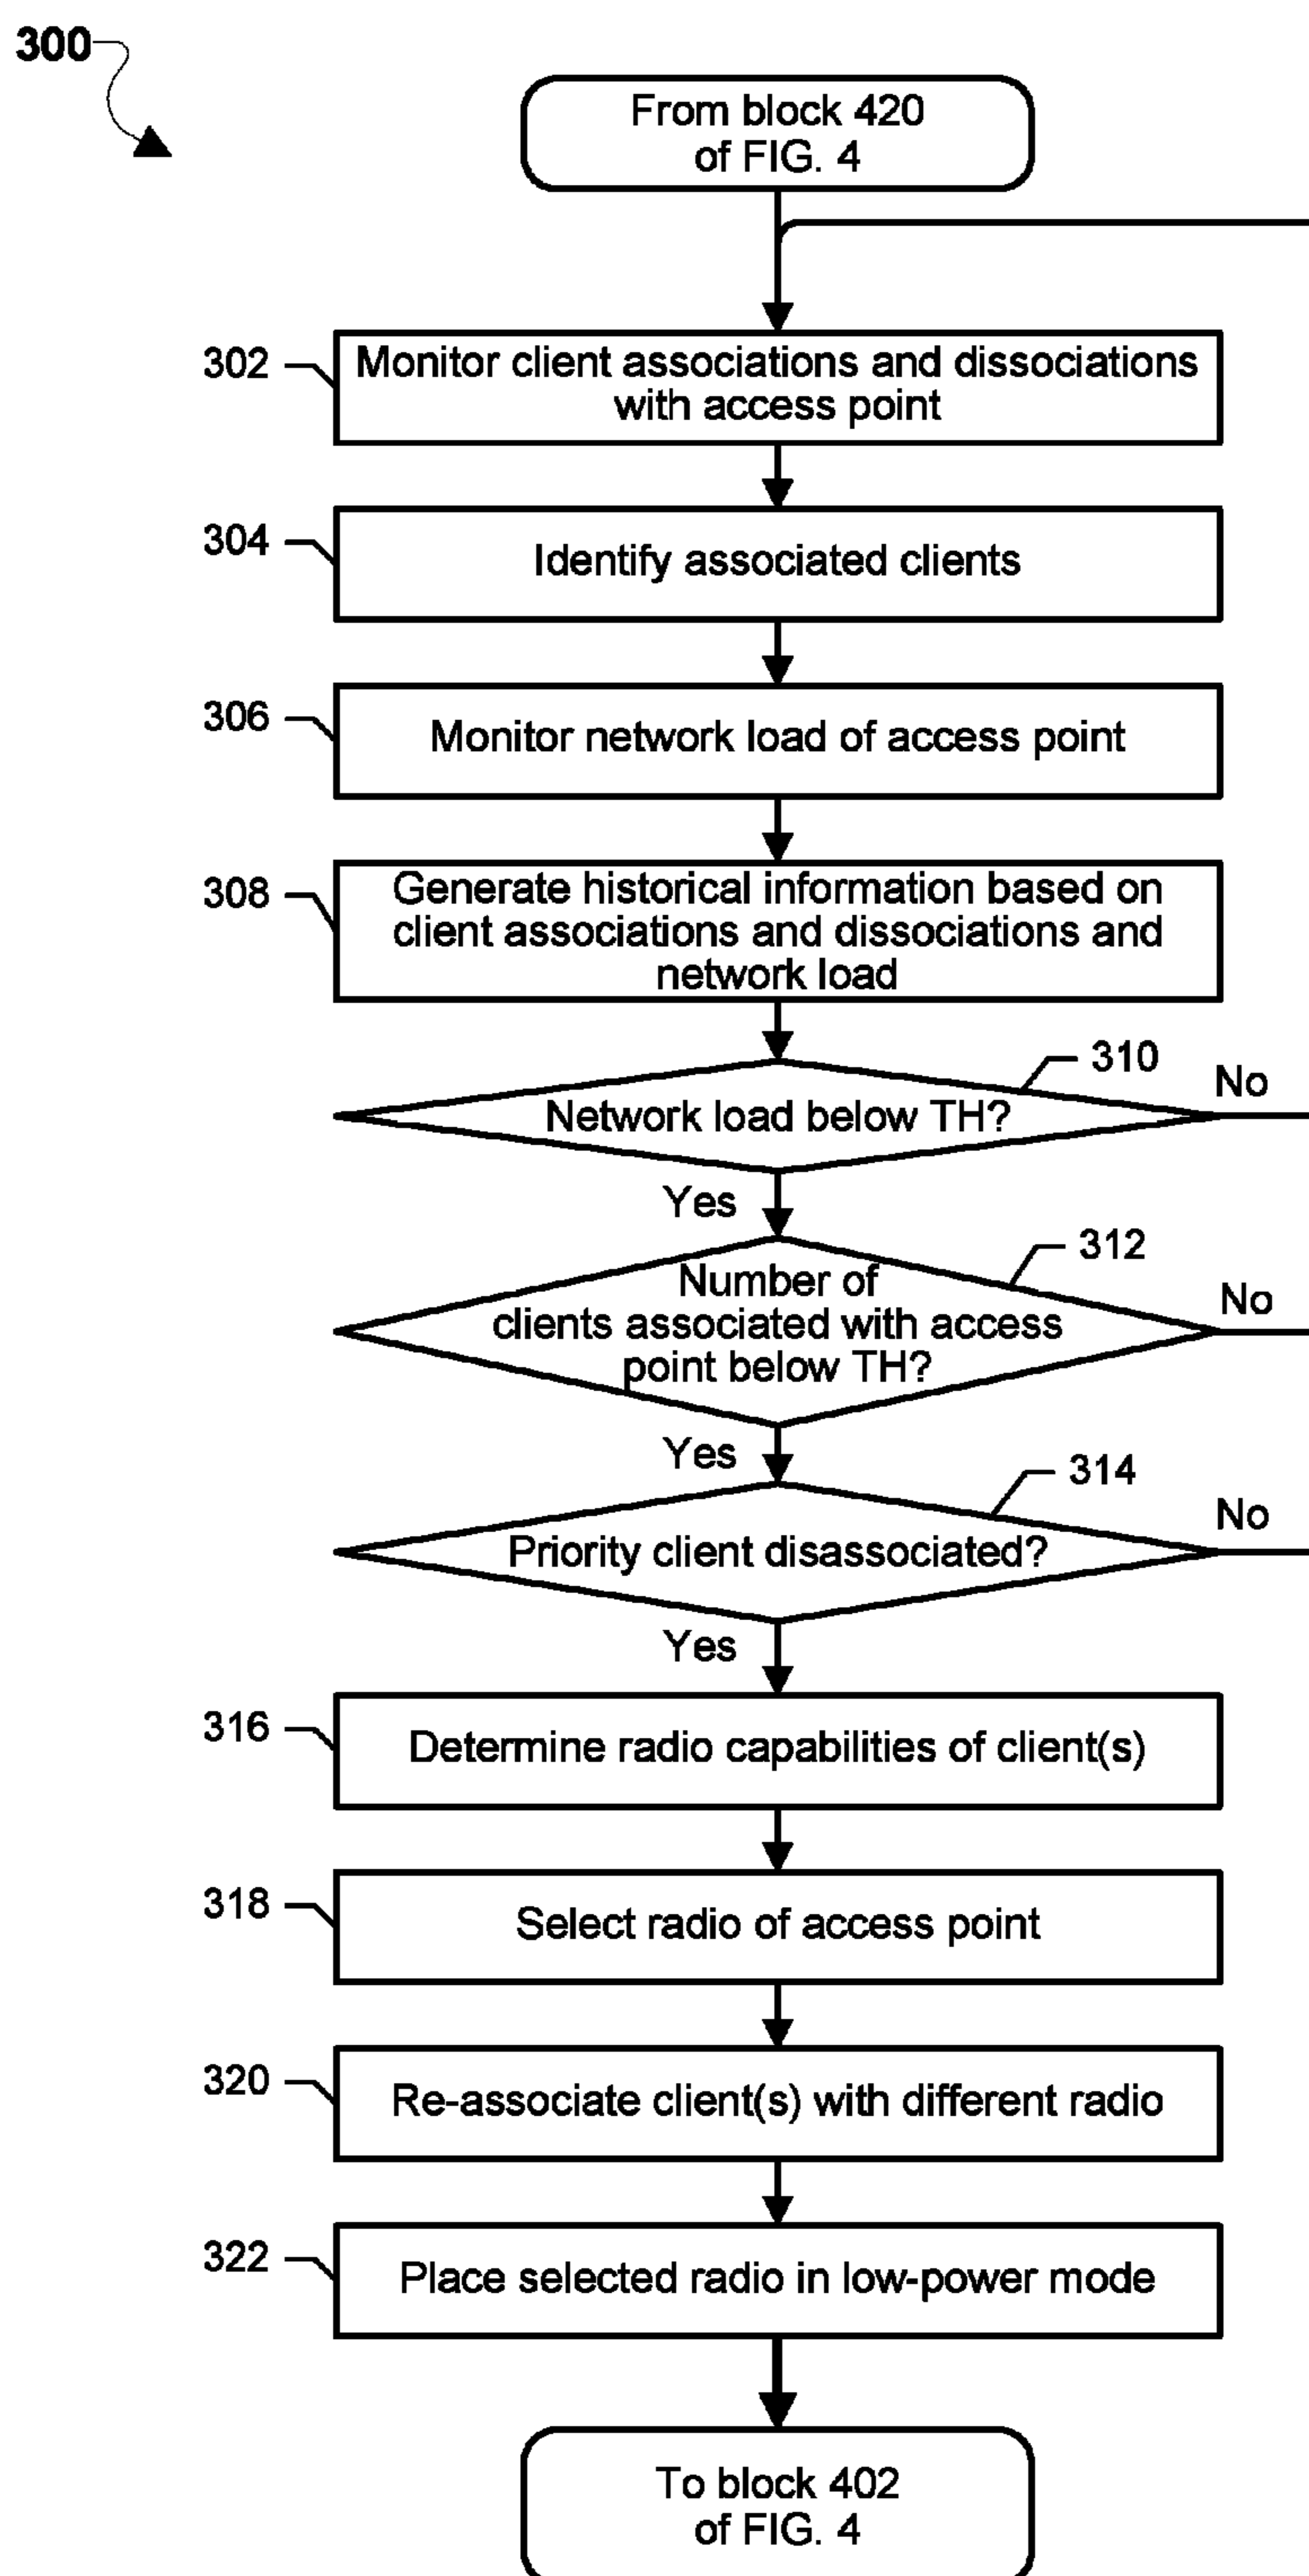 300
From block 420
of FIG. 4
302
Monitor client associations and dissociations
with access point
304
Identify associated clients
306
Monitor network load of access point
308
Generate historical information based on
client associations and dissociations and
network load
310
Network load below TH?
No
Yes
312
Number of
clients associated with access
point below TH?
No
Yes
314
Priority client disassociated?
No
Yes
316
Determine radio capabilities of client(s)
318
Select radio of access point
320
Re-associate client(s) with different radio
322
Place selected radio in low-power mode
To block 402
of FIG. 4